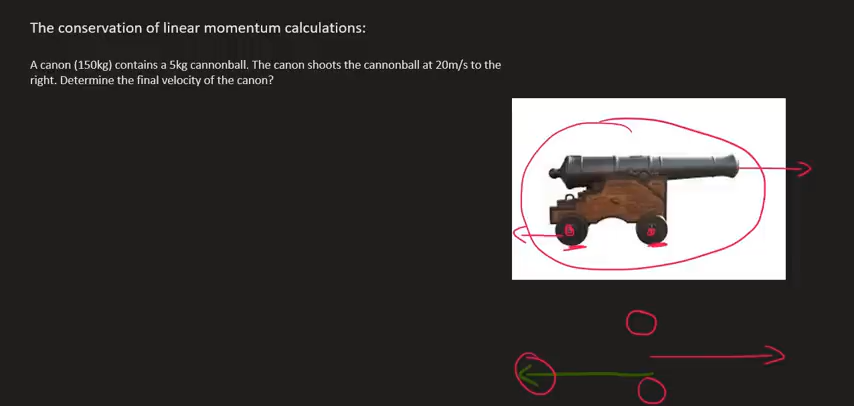 The conservation of linear momentum calculations:
A canon (150kg) contains a 5kg cannonball. The canon shoots the cannonball at 20m/s to the
right. Determine the final velocity of the canon?